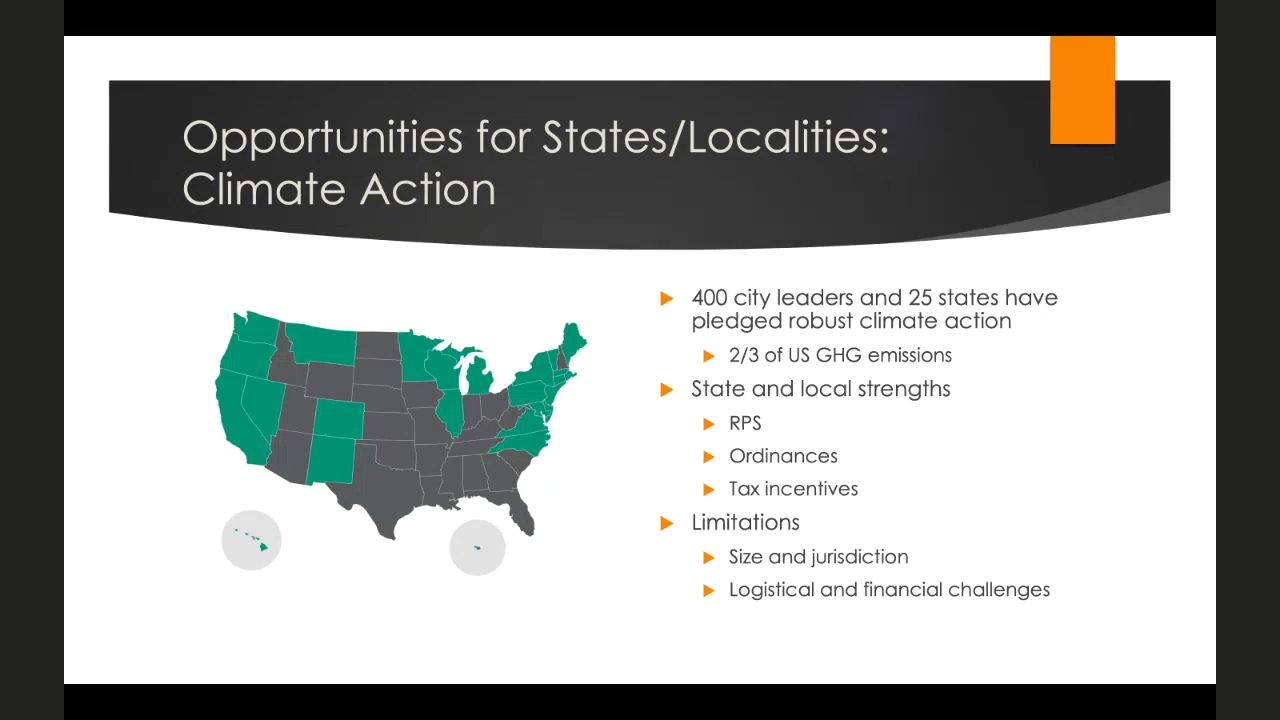 Opportunities for States/Localities:
Climate Action
400 city leaders and 25 states have
pledged robust climate action
2/3 of US GHG emissions
State and local strengths
RPS
Ordinances
Tax incentives
Limitations
Size and jurisdiction
Logistical and financial challenges